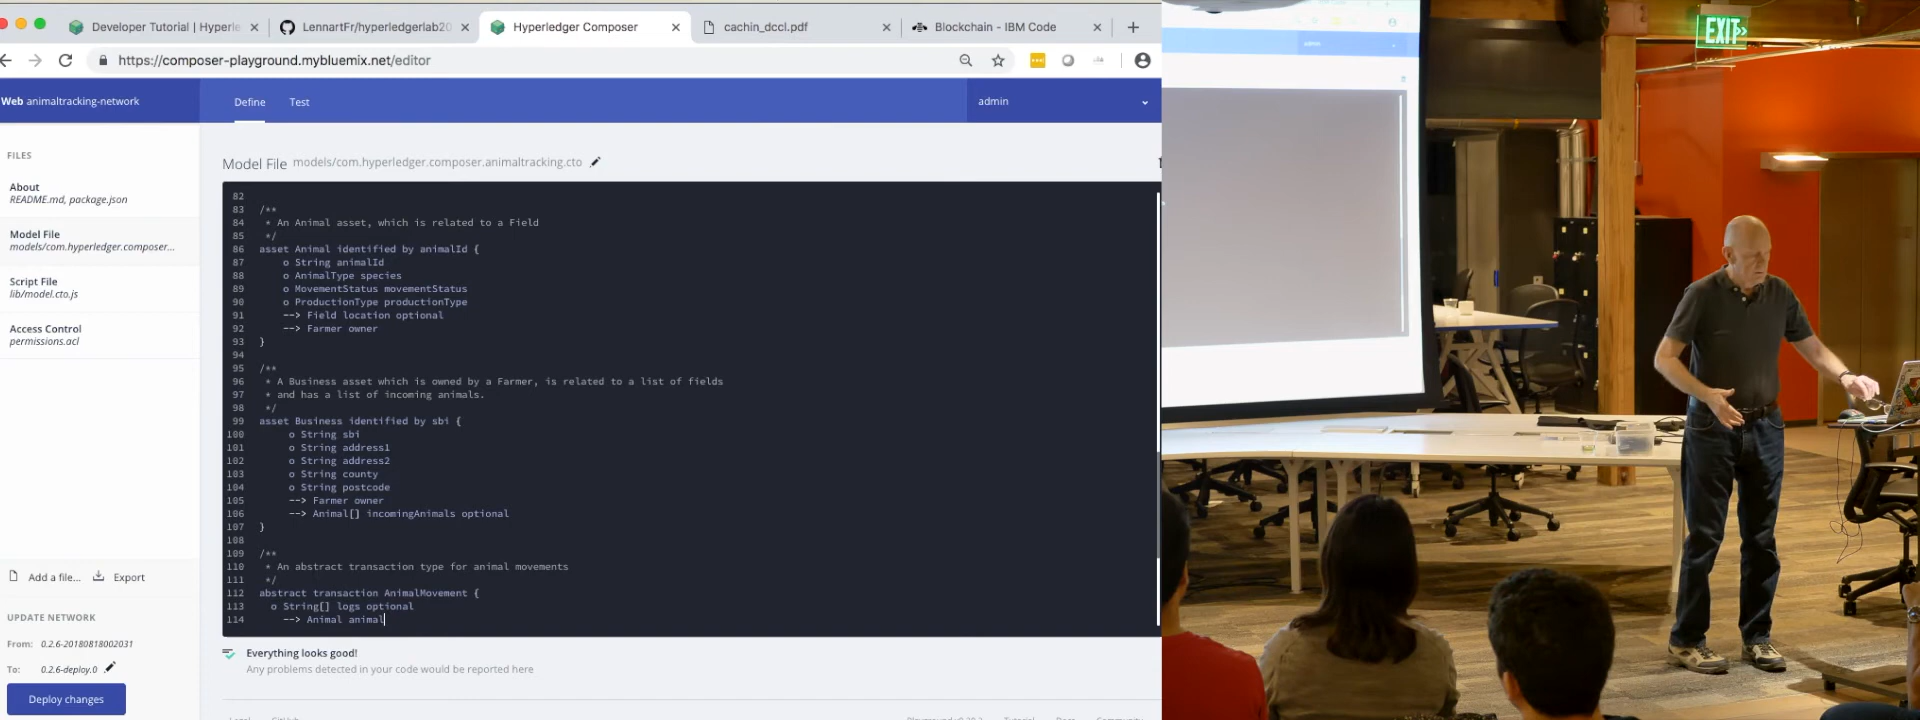 Developer Tutorial | Hyperle
LennartFr/hyperledgerlab20
Hyperledger Composer
cachin_dccl.pdf
Blockchain - IBM Code
https://composer-playground.mybluemix.net/editor
Web animaltracking-network
Define
Test
admin
FILES
About
README.md, package.json
Model File
models/com.hyperledger.composer...
Script File
lib/model.cto.js
Access Control
permissions.acl
Add a file...
Export
UPDATE NETWORK
From: 0.2.6-20180818002031
To: 0.2.6-deploy.0
Deploy changes
Model File models/com.hyperledger.composer.animaltracking.cto
82
83 /**
84 * An Animal asset, which is related to a Field
85 */
86 asset Animal identified by animalId {
87 o String animalId
88 o AnimalType species
89 o MovementStatus movementStatus
90 o ProductionType productionType
91 --> Field location optional
92 --> Farmer owner
93 }
94
95 /**
96 * A Business asset which is owned by a Farmer, is related to a list of fields
97 * and has a list of incoming animals.
98 */
99 asset Business identified by sbi {
100 o String sbi
101 o String address1
102 o String address2
103 o String county
104 o String postcode
105 --> Farmer owner
106 --> Animal[] incomingAnimals optional
107 }
108
109 /**
110 * An abstract transaction type for animal movements
111 */
112 abstract transaction AnimalMovement {
113 o String[] logs optional
114 --> Animal animal
Everything looks good!
Any problems detected in your code would be reported here
EXIT